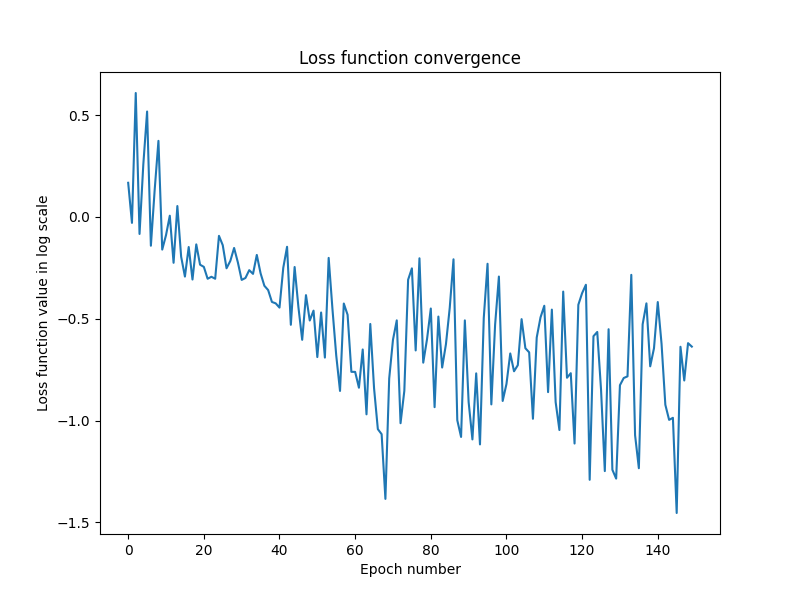 Loss function convergence
Loss function value in log scale
0.5
0.0
−0.5
−1.0
−1.5
0 20 40 60 80 100 120 140
Epoch number